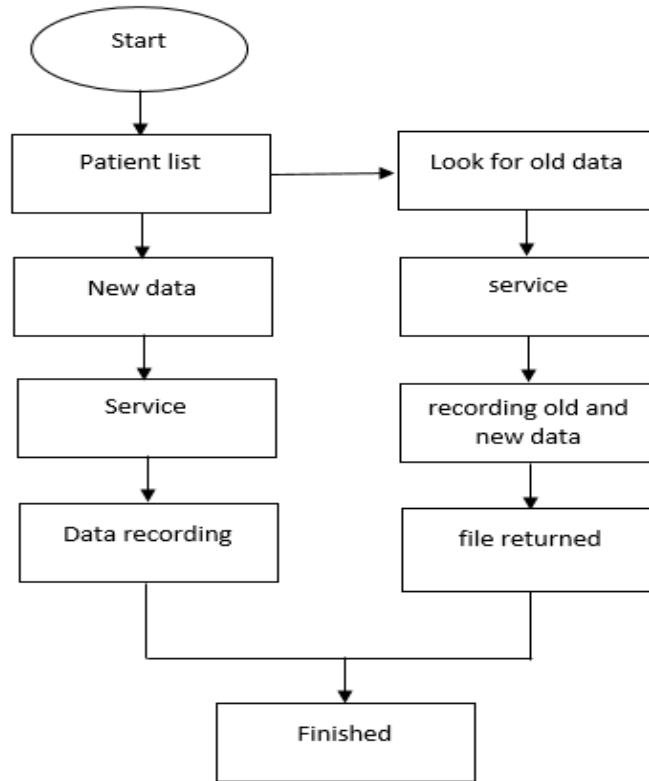 Start
Patient list
Look for old data
New data
service
Service
recording old and
new data
Data recording
file returned
Finished